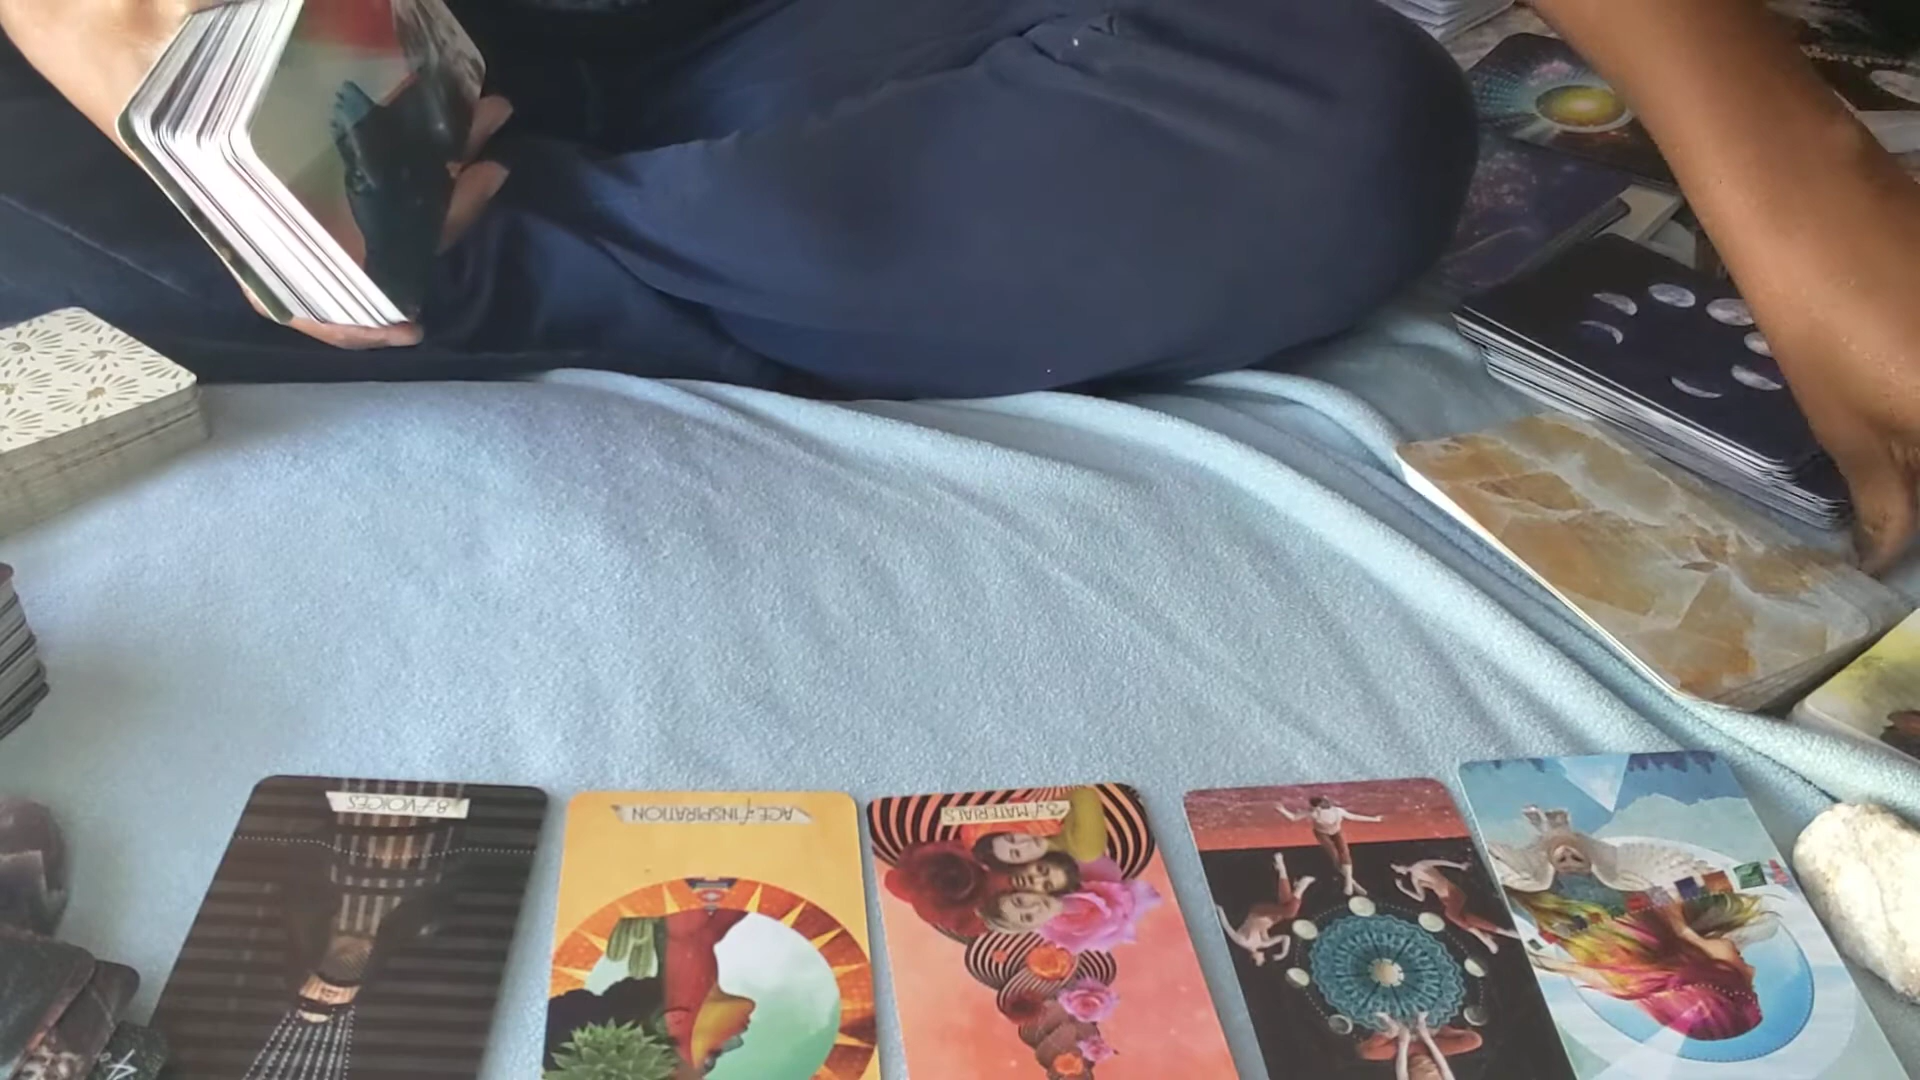 8 of VOICES
ACE of INSPIRATION
3 of MATERIALS